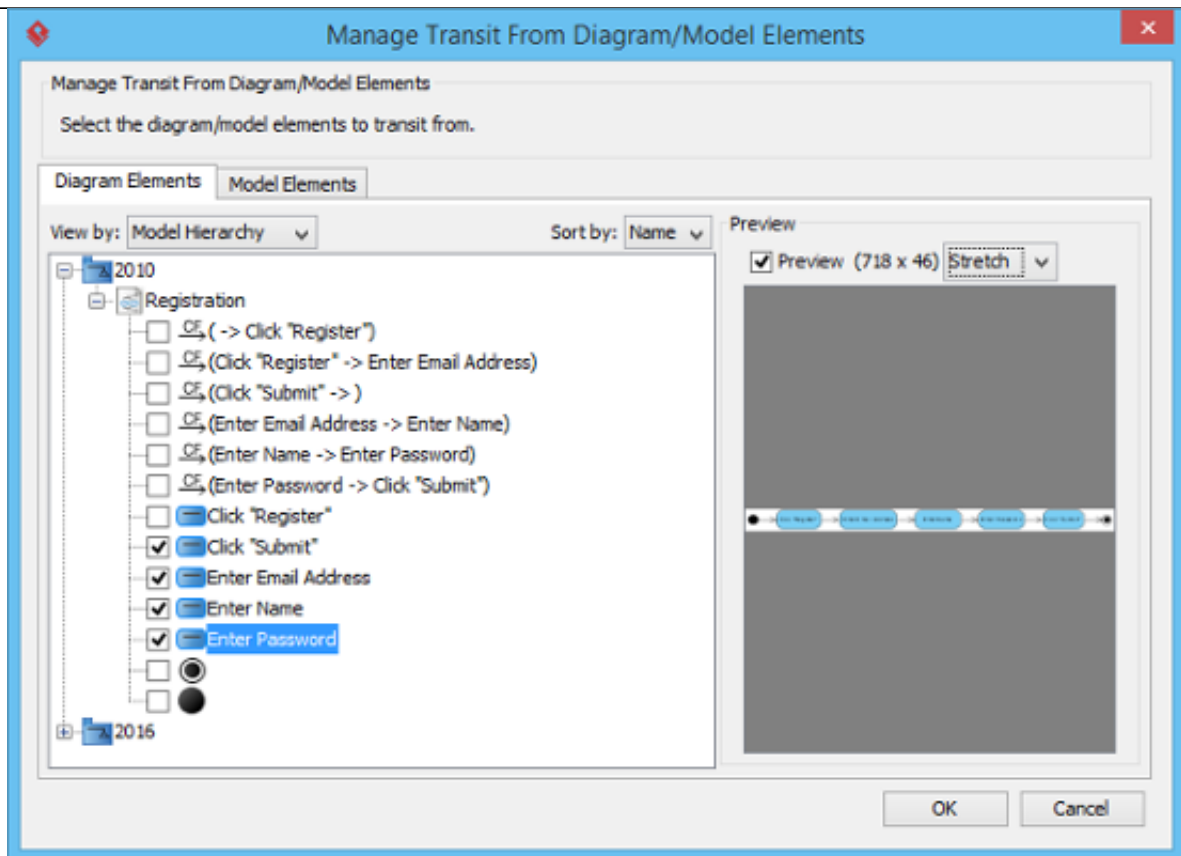 Manage Transit From Diagram/Model Elements
Manage Transit From Diagram/Model Elements
Select the diagram/model elements to transit from.
Diagram Elements Model Elements
View by: Model Hierarchy Sort by: Name
Preview
Preview (718 x 46) Stretch
2010
Registration
CF ( -> Click "Register")
CF (Click "Register" -> Enter Email Address)
CF (Click "Submit" -> )
CF (Enter Email Address -> Enter Name)
CF (Enter Name -> Enter Password)
CF (Enter Password -> Click "Submit")
Click "Register"
Click "Submit"
Enter Email Address
Enter Name
Enter Password
2016
OK Cancel